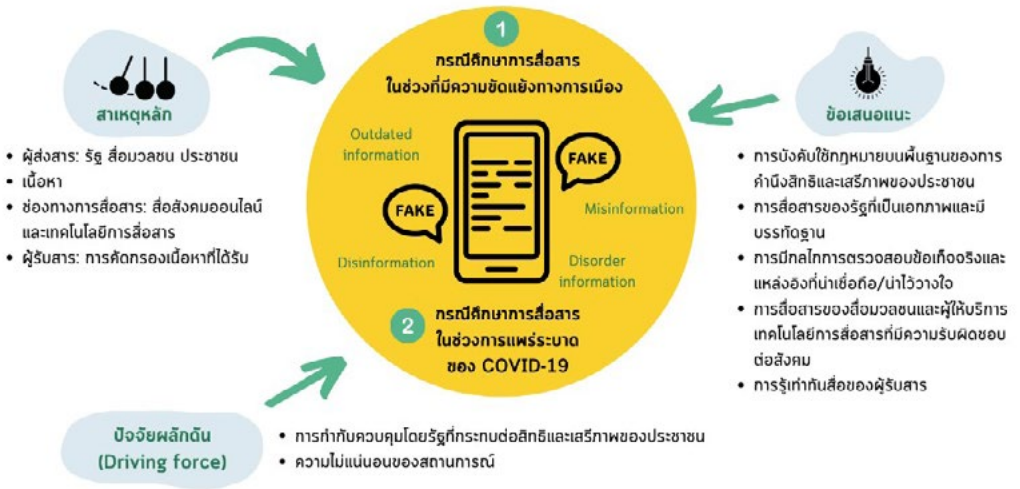 1
กรณีศึกษาการสื่อสาร
ในช่วงที่มีความขัดแย้งทางการเมือง
Outdated
information
FAKE
FAKE
Misinformation
Disinformation
Disorder
information
2
กรณีศึกษาการสื่อสาร
ในช่วงการแพร่ระบาด
ของ COVID-19
สาเหตุหลัก
• ผู้ส่งสาร: รัฐ สื่อมวลชน ประชาชน
• เนื้อหา
• ช่องทางการสื่อสาร: สื่อสังคมออนไลน์
และเทคโนโลยีการสื่อสาร
• ผู้รับสาร: การคัดกรองเนื้อหาที่ได้รับ
ข้อเสนอแนะ
• การบังคับใช้กฎหมายบนพื้นฐานของการ
คำนึงสิทธิและเสรีภาพของประชาชน
• การสื่อสารของรัฐที่เป็นเอกภาพและมี
บรรทัดฐาน
• การมีกลไกการตรวจสอบข้อเท็จจริงและ
แหล่งอิงที่น่าเชื่อถือ/น่าไว้วางใจ
• การสื่อสารของสื่อมวลชนและผู้ให้บริการ
เทคโนโลยีการสื่อสารที่มีความรับผิดชอบ
ต่อสังคม
• การรู้เท่าทันสื่อของผู้รับสาร
ปัจจัยผลักดัน
(Driving force)
• การกำกับควบคุมโดยรัฐที่กระทบต่อสิทธิและเสรีภาพของประชาชน
• ความไม่แน่นอนของสถานการณ์